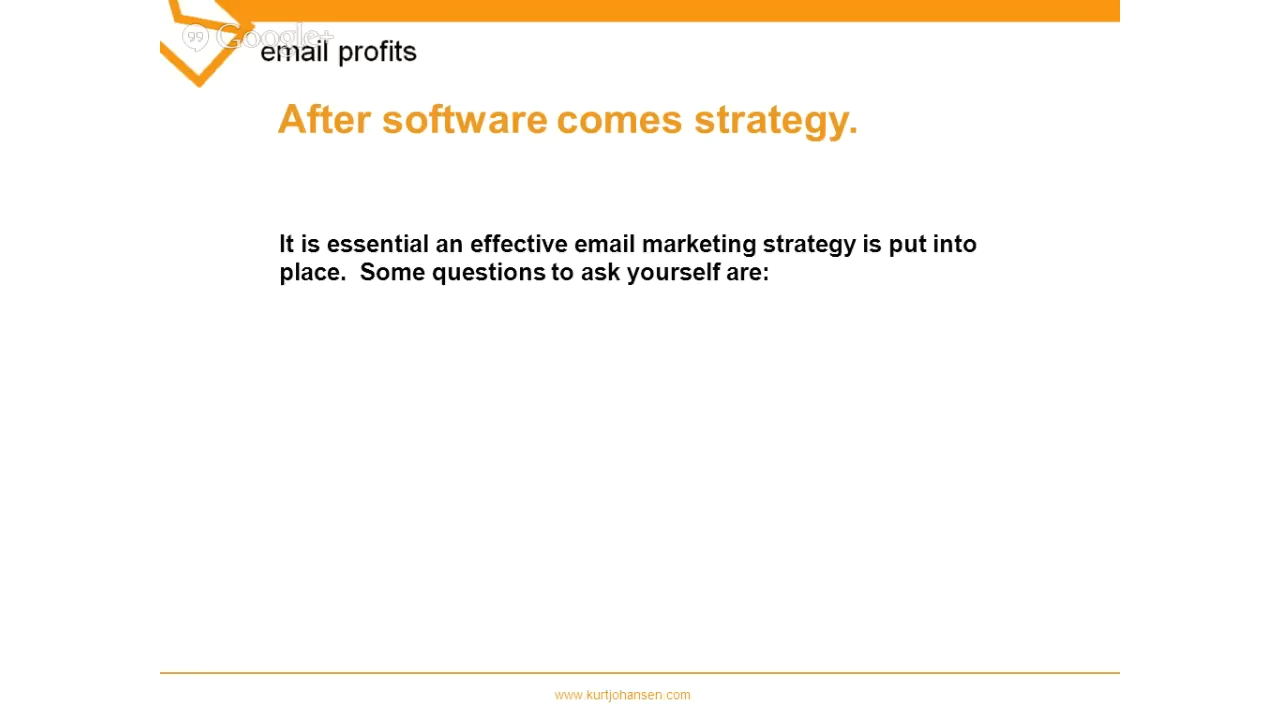 Google+
email profits
After software comes strategy.
It is essential an effective email marketing strategy is put into
place.  Some questions to ask yourself are:
www.kurtjohansen.com